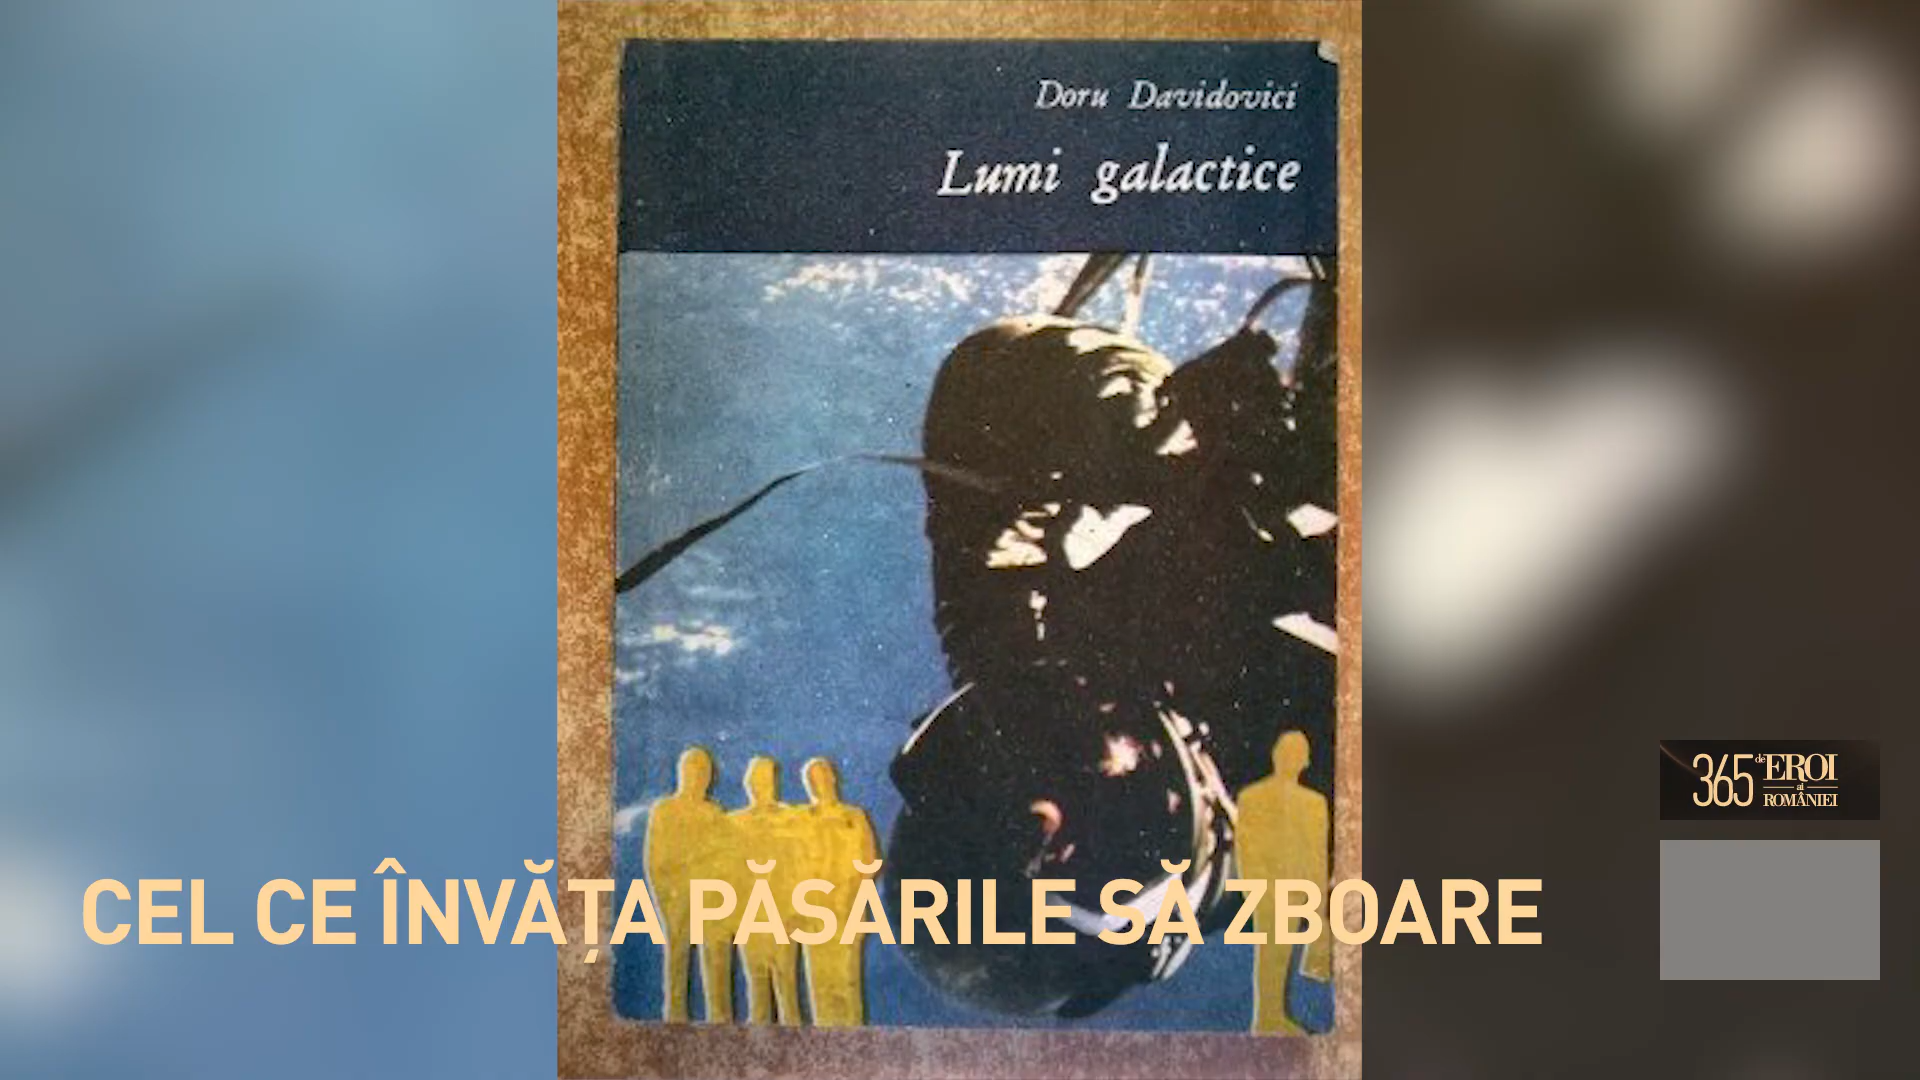 Doru Davidovici
Lumi galactice
365 de EROI
ai
ROMÂNIEI
CEL CE ÎNVĂȚA PĂSĂRILE SĂ ZBOARE